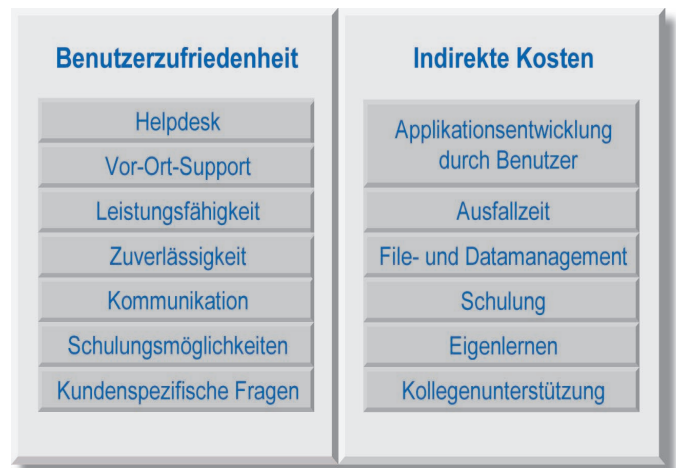 Benutzerzufriedenheit
Helpdesk
Vor-Ort-Support
Leistungsfähigkeit
Zuverlässigkeit
Kommunikation
Schulungsmöglichkeiten
Kundenspezifische Fragen
Indirekte Kosten
Applikationsentwicklung
durch Benutzer
Ausfallzeit
File- und Datamanagement
Schulung
Eigenlernen
Kollegenunterstützung